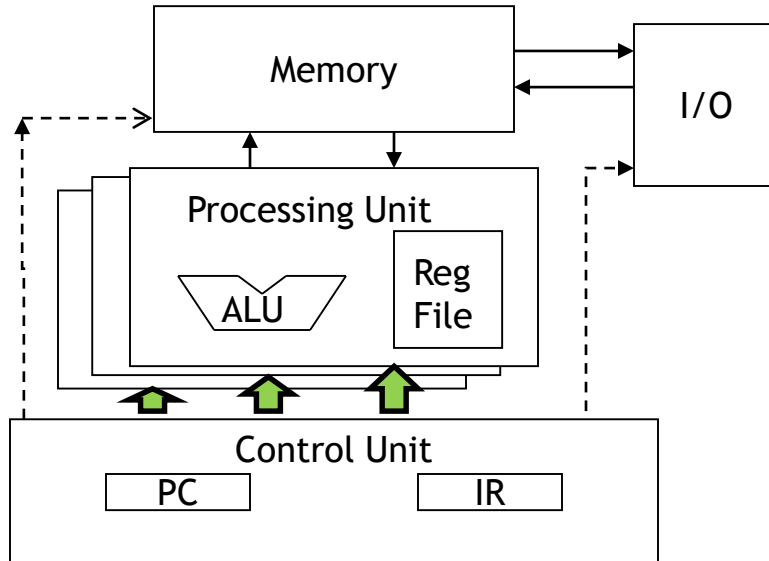 Memory
I/O
Processing Unit
ALU
Reg
File
Control Unit
PC
IR